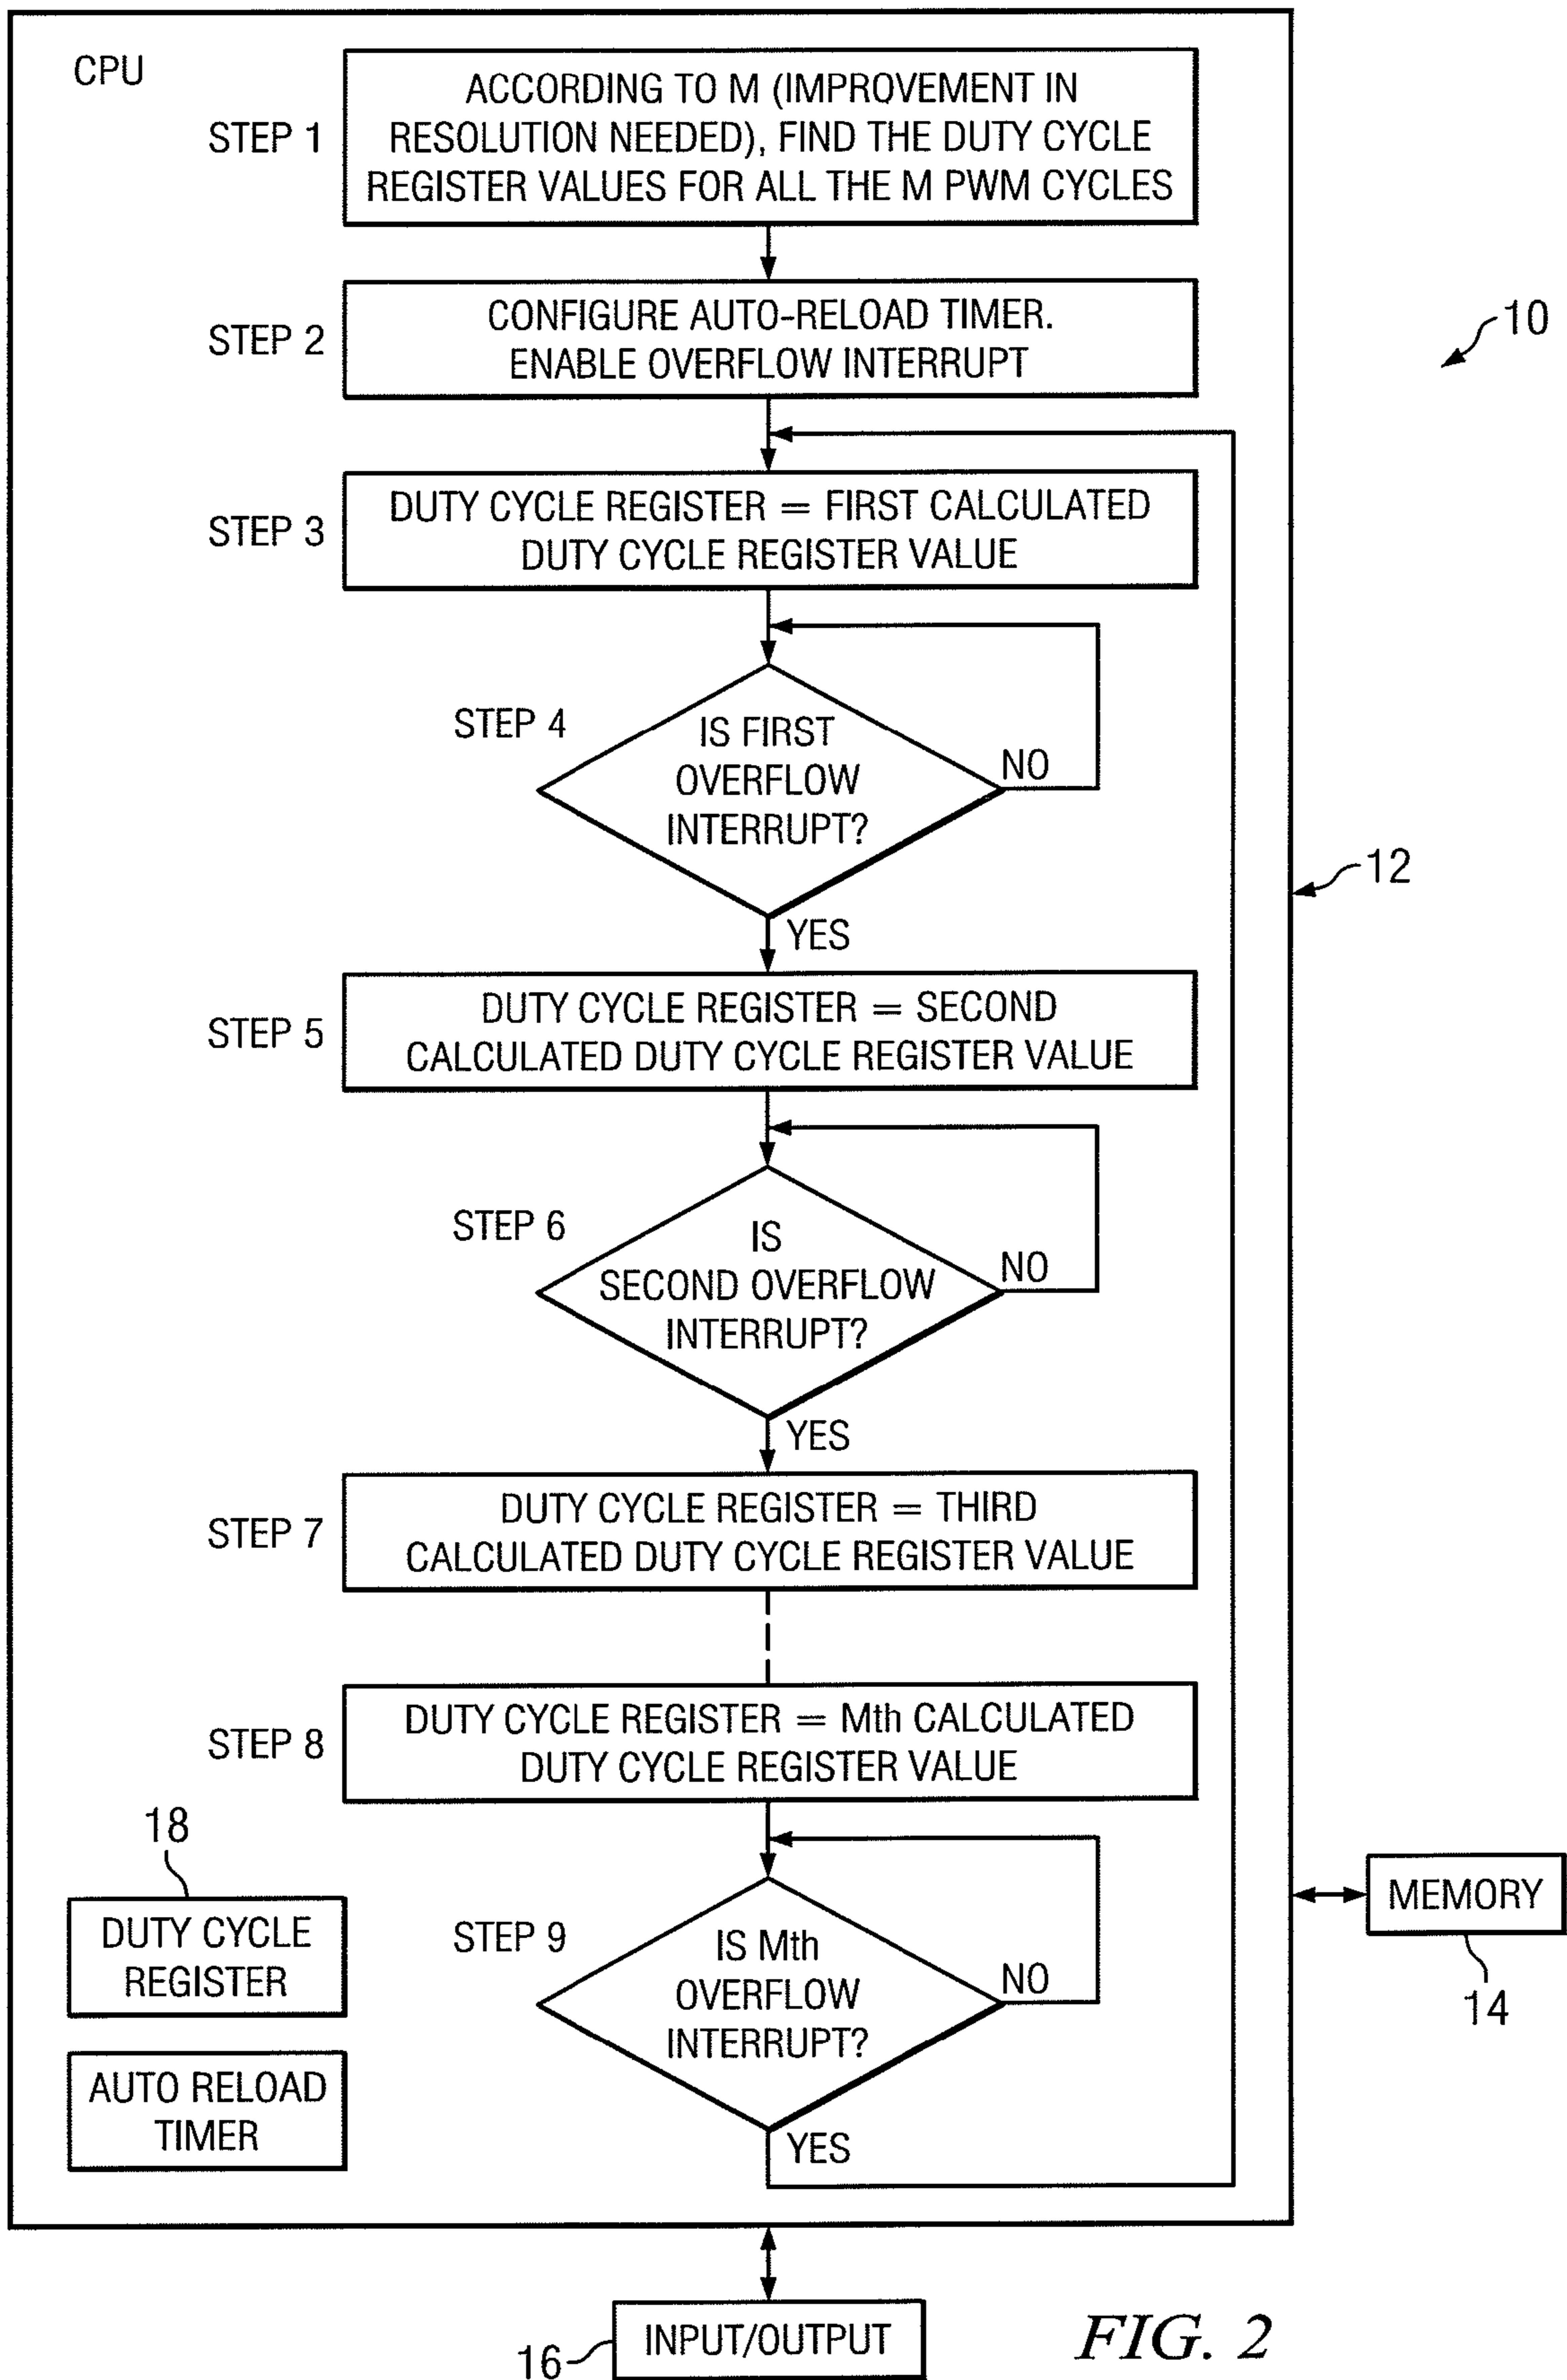 CPU
STEP 1
ACCORDING TO M (IMPROVEMENT IN
RESOLUTION NEEDED), FIND THE DUTY CYCLE
REGISTER VALUES FOR ALL THE M PWM CYCLES
STEP 2
CONFIGURE AUTO-RELOAD TIMER.
ENABLE OVERFLOW INTERRUPT
10
STEP 3
DUTY CYCLE REGISTER = FIRST CALCULATED
DUTY CYCLE REGISTER VALUE
STEP 4
IS FIRST
OVERFLOW
INTERRUPT?
NO
YES
12
STEP 5
DUTY CYCLE REGISTER = SECOND
CALCULATED DUTY CYCLE REGISTER VALUE
STEP 6
IS
SECOND OVERFLOW
INTERRUPT?
NO
YES
STEP 7
DUTY CYCLE REGISTER = THIRD
CALCULATED DUTY CYCLE REGISTER VALUE
STEP 8
DUTY CYCLE REGISTER = Mth CALCULATED
DUTY CYCLE REGISTER VALUE
18
DUTY CYCLE
REGISTER
STEP 9
IS Mth
OVERFLOW
INTERRUPT?
NO
YES
MEMORY
14
AUTO RELOAD
TIMER
INPUT/OUTPUT
16
FIG. 2